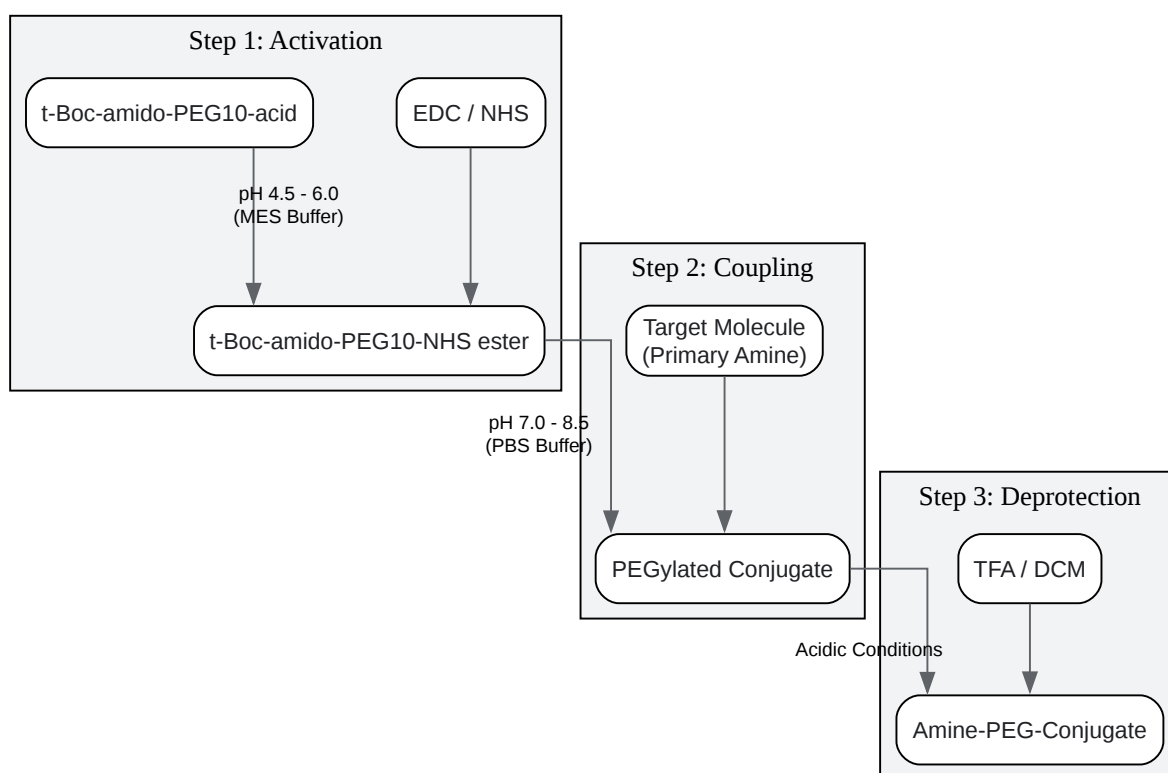 Step 1: Activation
t-Boc-amido-PEG10-acid
EDC / NHS
pH 4.5 - 6.0
(MES Buffer)
t-Boc-amido-PEG10-NHS ester
Step 2: Coupling
Target Molecule
(Primary Amine)
pH 7.0 - 8.5
(PBS Buffer)
PEGylated Conjugate
Step 3: Deprotection
TFA / DCM
Acidic Conditions
Amine-PEG-Conjugate